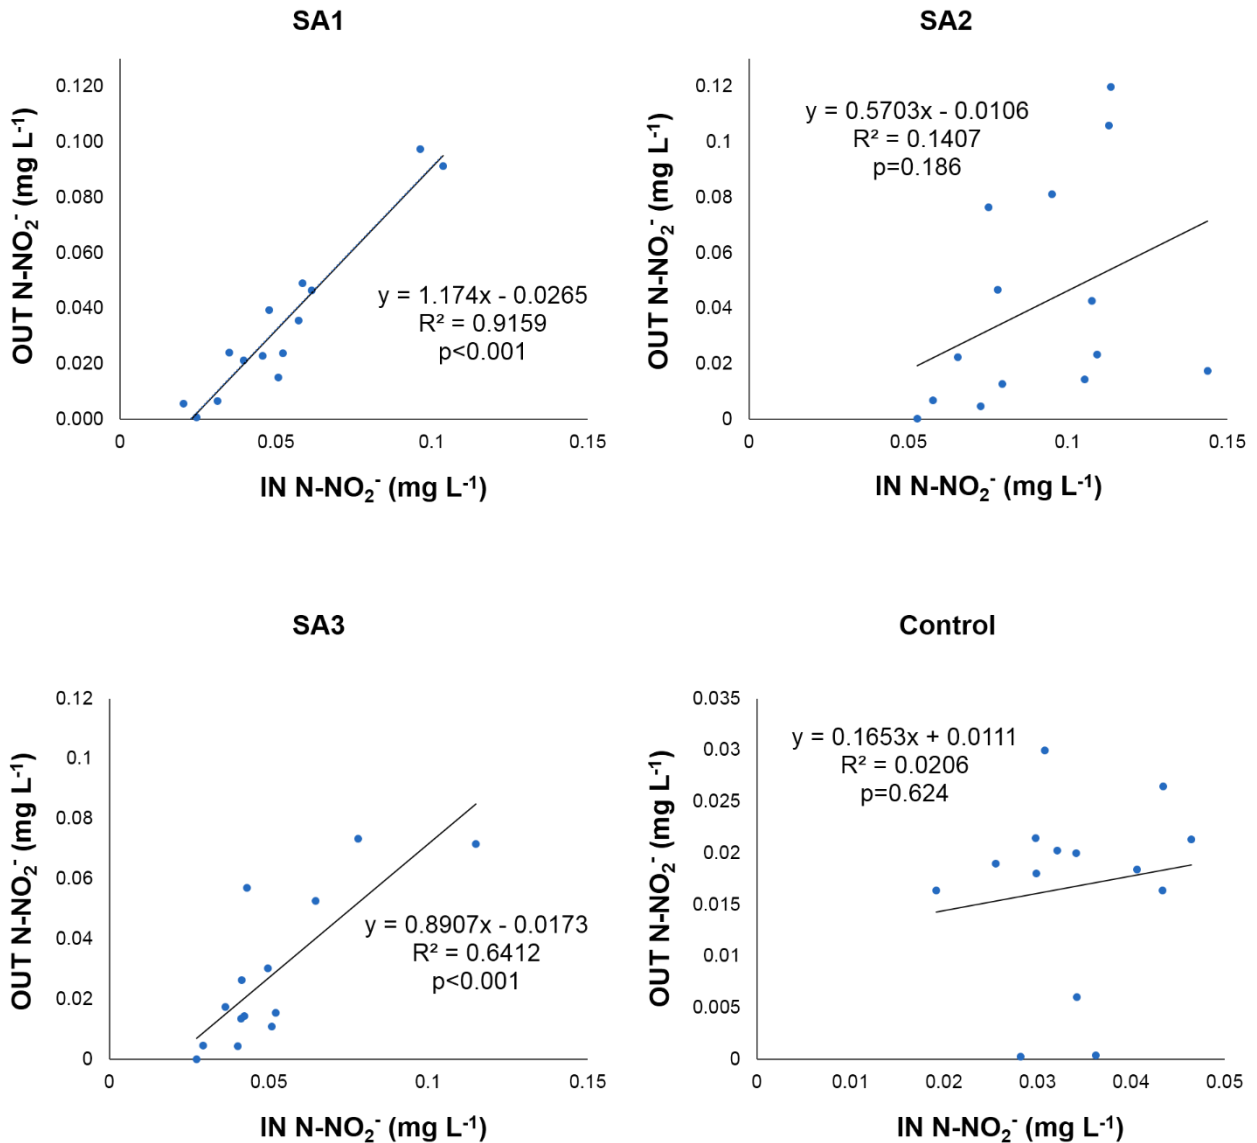 SA1
OUT N-NO₂⁻ (mg L⁻¹)
0.120
0.100
0.080
0.060
0.040
0.020
0.000
y = 1.174x - 0.0265
R² = 0.9159
p<0.001
0 0.05 0.1 0.15
IN N-NO₂⁻ (mg L⁻¹)
SA2
OUT N-NO₂⁻ (mg L⁻¹)
0.12
0.1
0.08
0.06
0.04
0.02
0
y = 0.5703x - 0.0106
R² = 0.1407
p=0.186
0 0.05 0.1 0.15
IN N-NO₂⁻ (mg L⁻¹)
SA3
OUT N-NO₂⁻ (mg L⁻¹)
0.12
0.1
0.08
0.06
0.04
0.02
0
y = 0.8907x - 0.0173
R² = 0.6412
p<0.001
0 0.05 0.1 0.15
IN N-NO₂⁻ (mg L⁻¹)
Control
OUT N-NO₂⁻ (mg L⁻¹)
0.035
0.03
0.025
0.02
0.015
0.01
0.005
0
y = 0.1653x + 0.0111
R² = 0.0206
p=0.624
0 0.01 0.02 0.03 0.04 0.05
IN N-NO₂⁻ (mg L⁻¹)